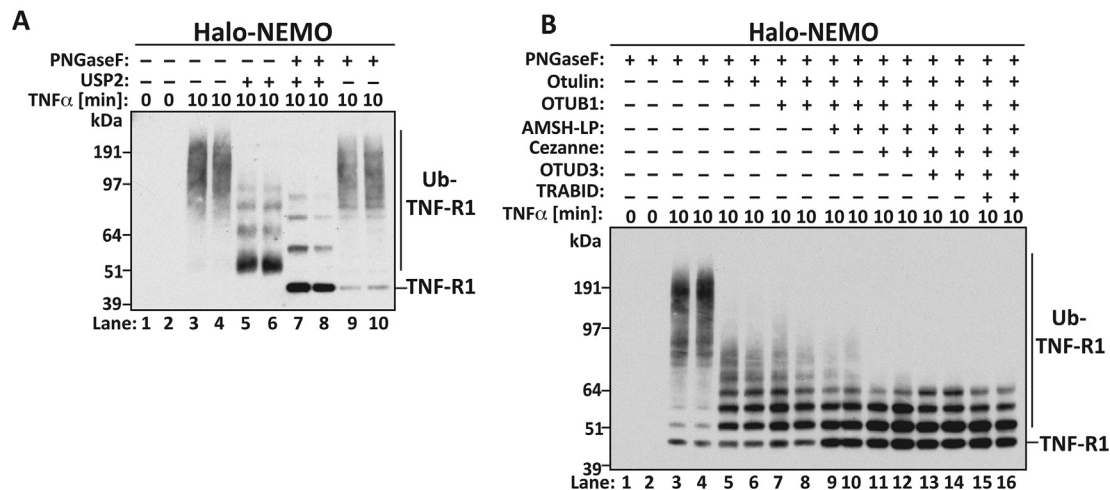 A
Halo-NEMO
PNGaseF: – – – – – – + + + +
USP2: – – – – + + + + – –
TNFα [min]: 0 0 10 10 10 10 10 10 10 10
kDa
191
97
64
51
39
Ub-
TNF-R1
TNF-R1
Lane: 1 2 3 4 5 6 7 8 9 10
B
Halo-NEMO
PNGaseF: + + + + + + + + + + + + + + + +
Otulin: – – – – + + + + + + + + + + + +
OTUB1: – – – – – – + + + + + + + + + +
AMSH-LP: – – – – – – – – + + + + + + + +
Cezanne: – – – – – – – – – – + + + + + +
OTUD3: – – – – – – – – – – – – + + + +
TRABID: – – – – – – – – – – – – – – + +
TNFα [min]: 0 0 10 10 10 10 10 10 10 10 10 10 10 10 10 10
kDa
191
97
64
51
39
Ub-
TNF-R1
TNF-R1
Lane: 1 2 3 4 5 6 7 8 9 10 11 12 13 14 15 16